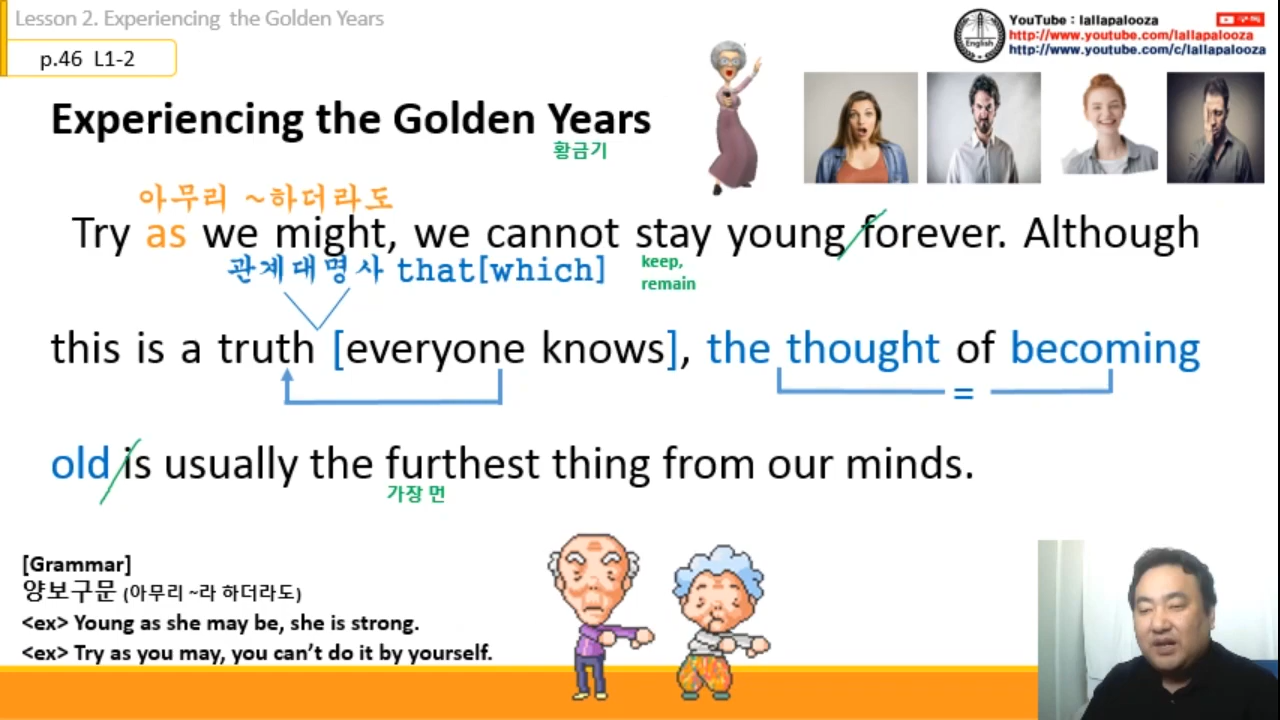 Lesson 2. Experiencing the Golden Years
p.46 L1-2
YouTube : lallapalooza
http://www.youtube.com/lallapalooza
http://www.youtube.com/c/lallapalooza
English
Experiencing the Golden Years
황금기
아무리 ~하더라도
Try as we might, we cannot stay young forever. Although
관계대명사 that[which]
keep,
remain
this is a truth [everyone knows], the thought of becoming
=
old is usually the furthest thing from our minds.
가장 먼
[Grammar]
양보구문 (아무리 ~라 하더라도)
<ex> Young as she may be, she is strong.
<ex> Try as you may, you can't do it by yourself.